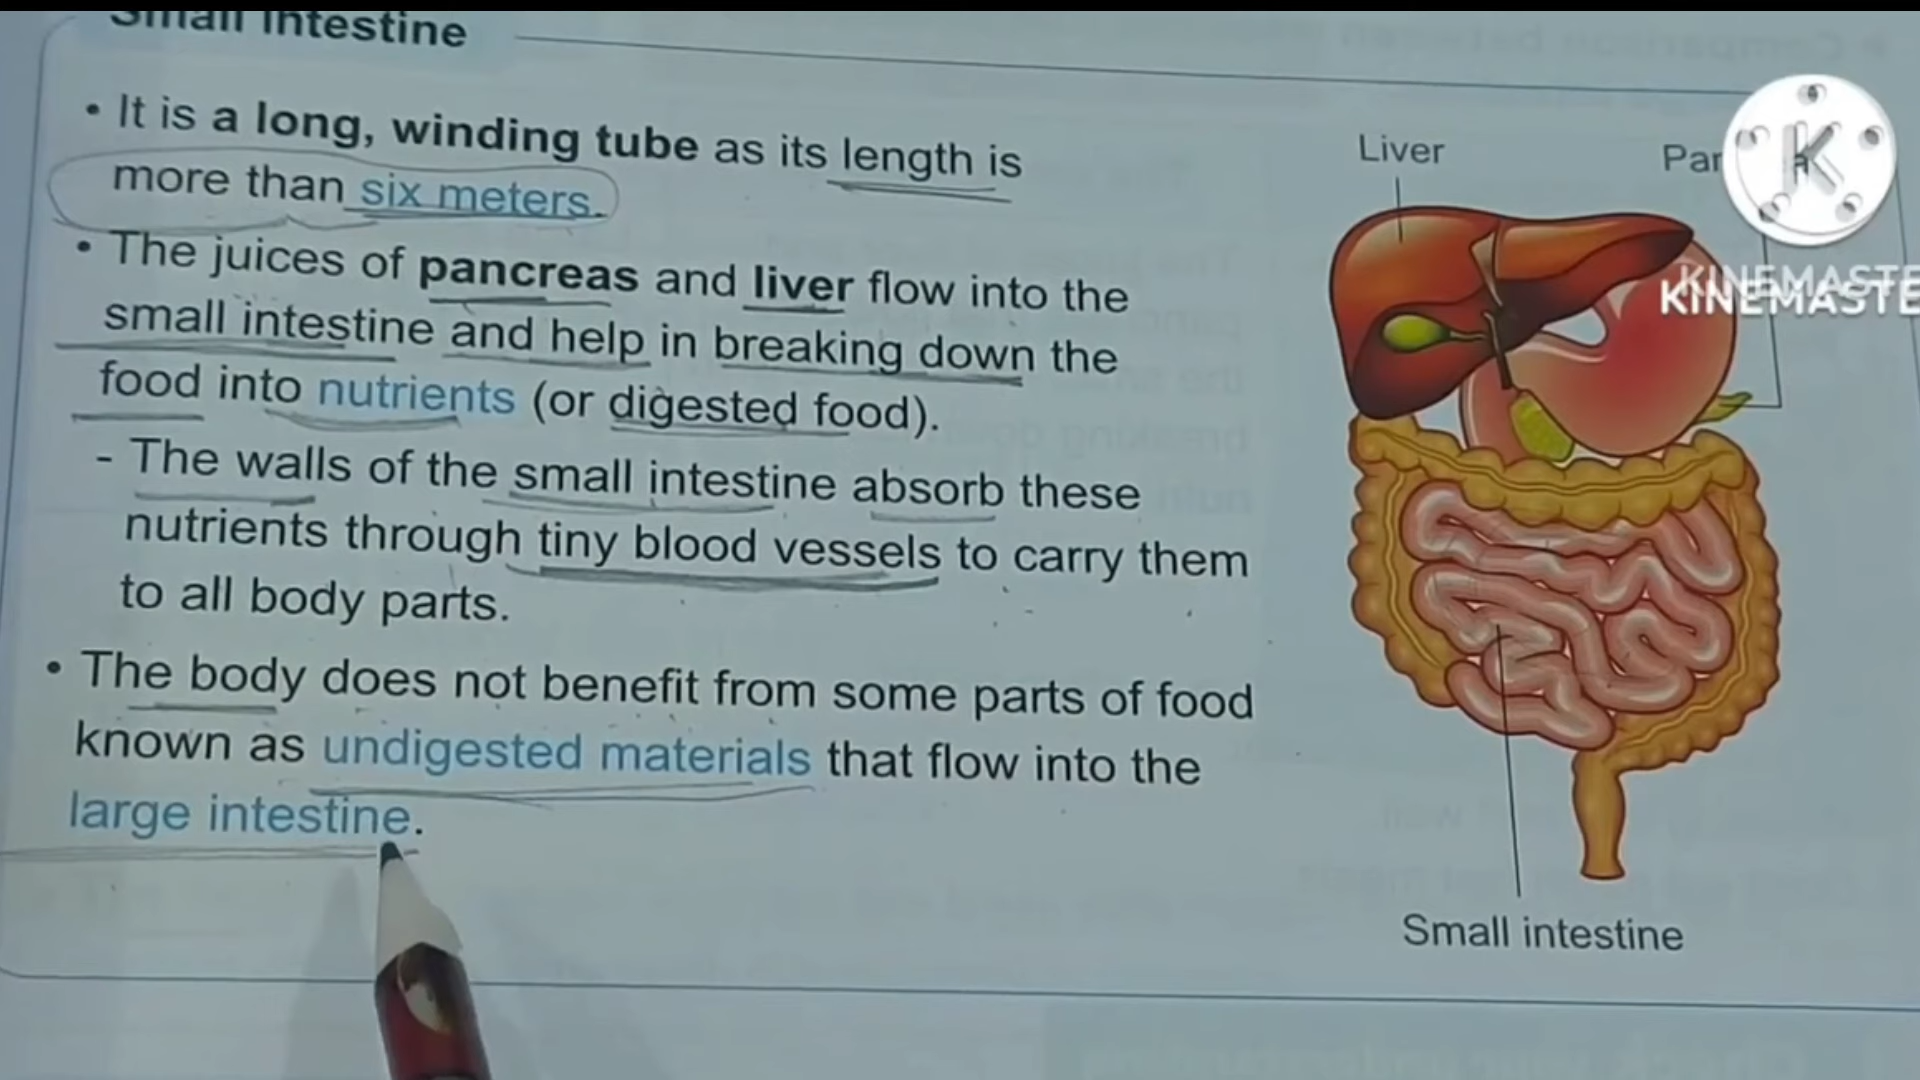 Small intestine
• It is a long, winding tube as its length is
more than six meters.
• The juices of pancreas and liver flow into the
small intestine and help in breaking down the
food into nutrients (or digested food).
- The walls of the small intestine absorb these
nutrients through tiny blood vessels to carry them
to all body parts.
• The body does not benefit from some parts of food
known as undigested materials that flow into the
large intestine.
Liver
K
KINEMASTE
Small intestine